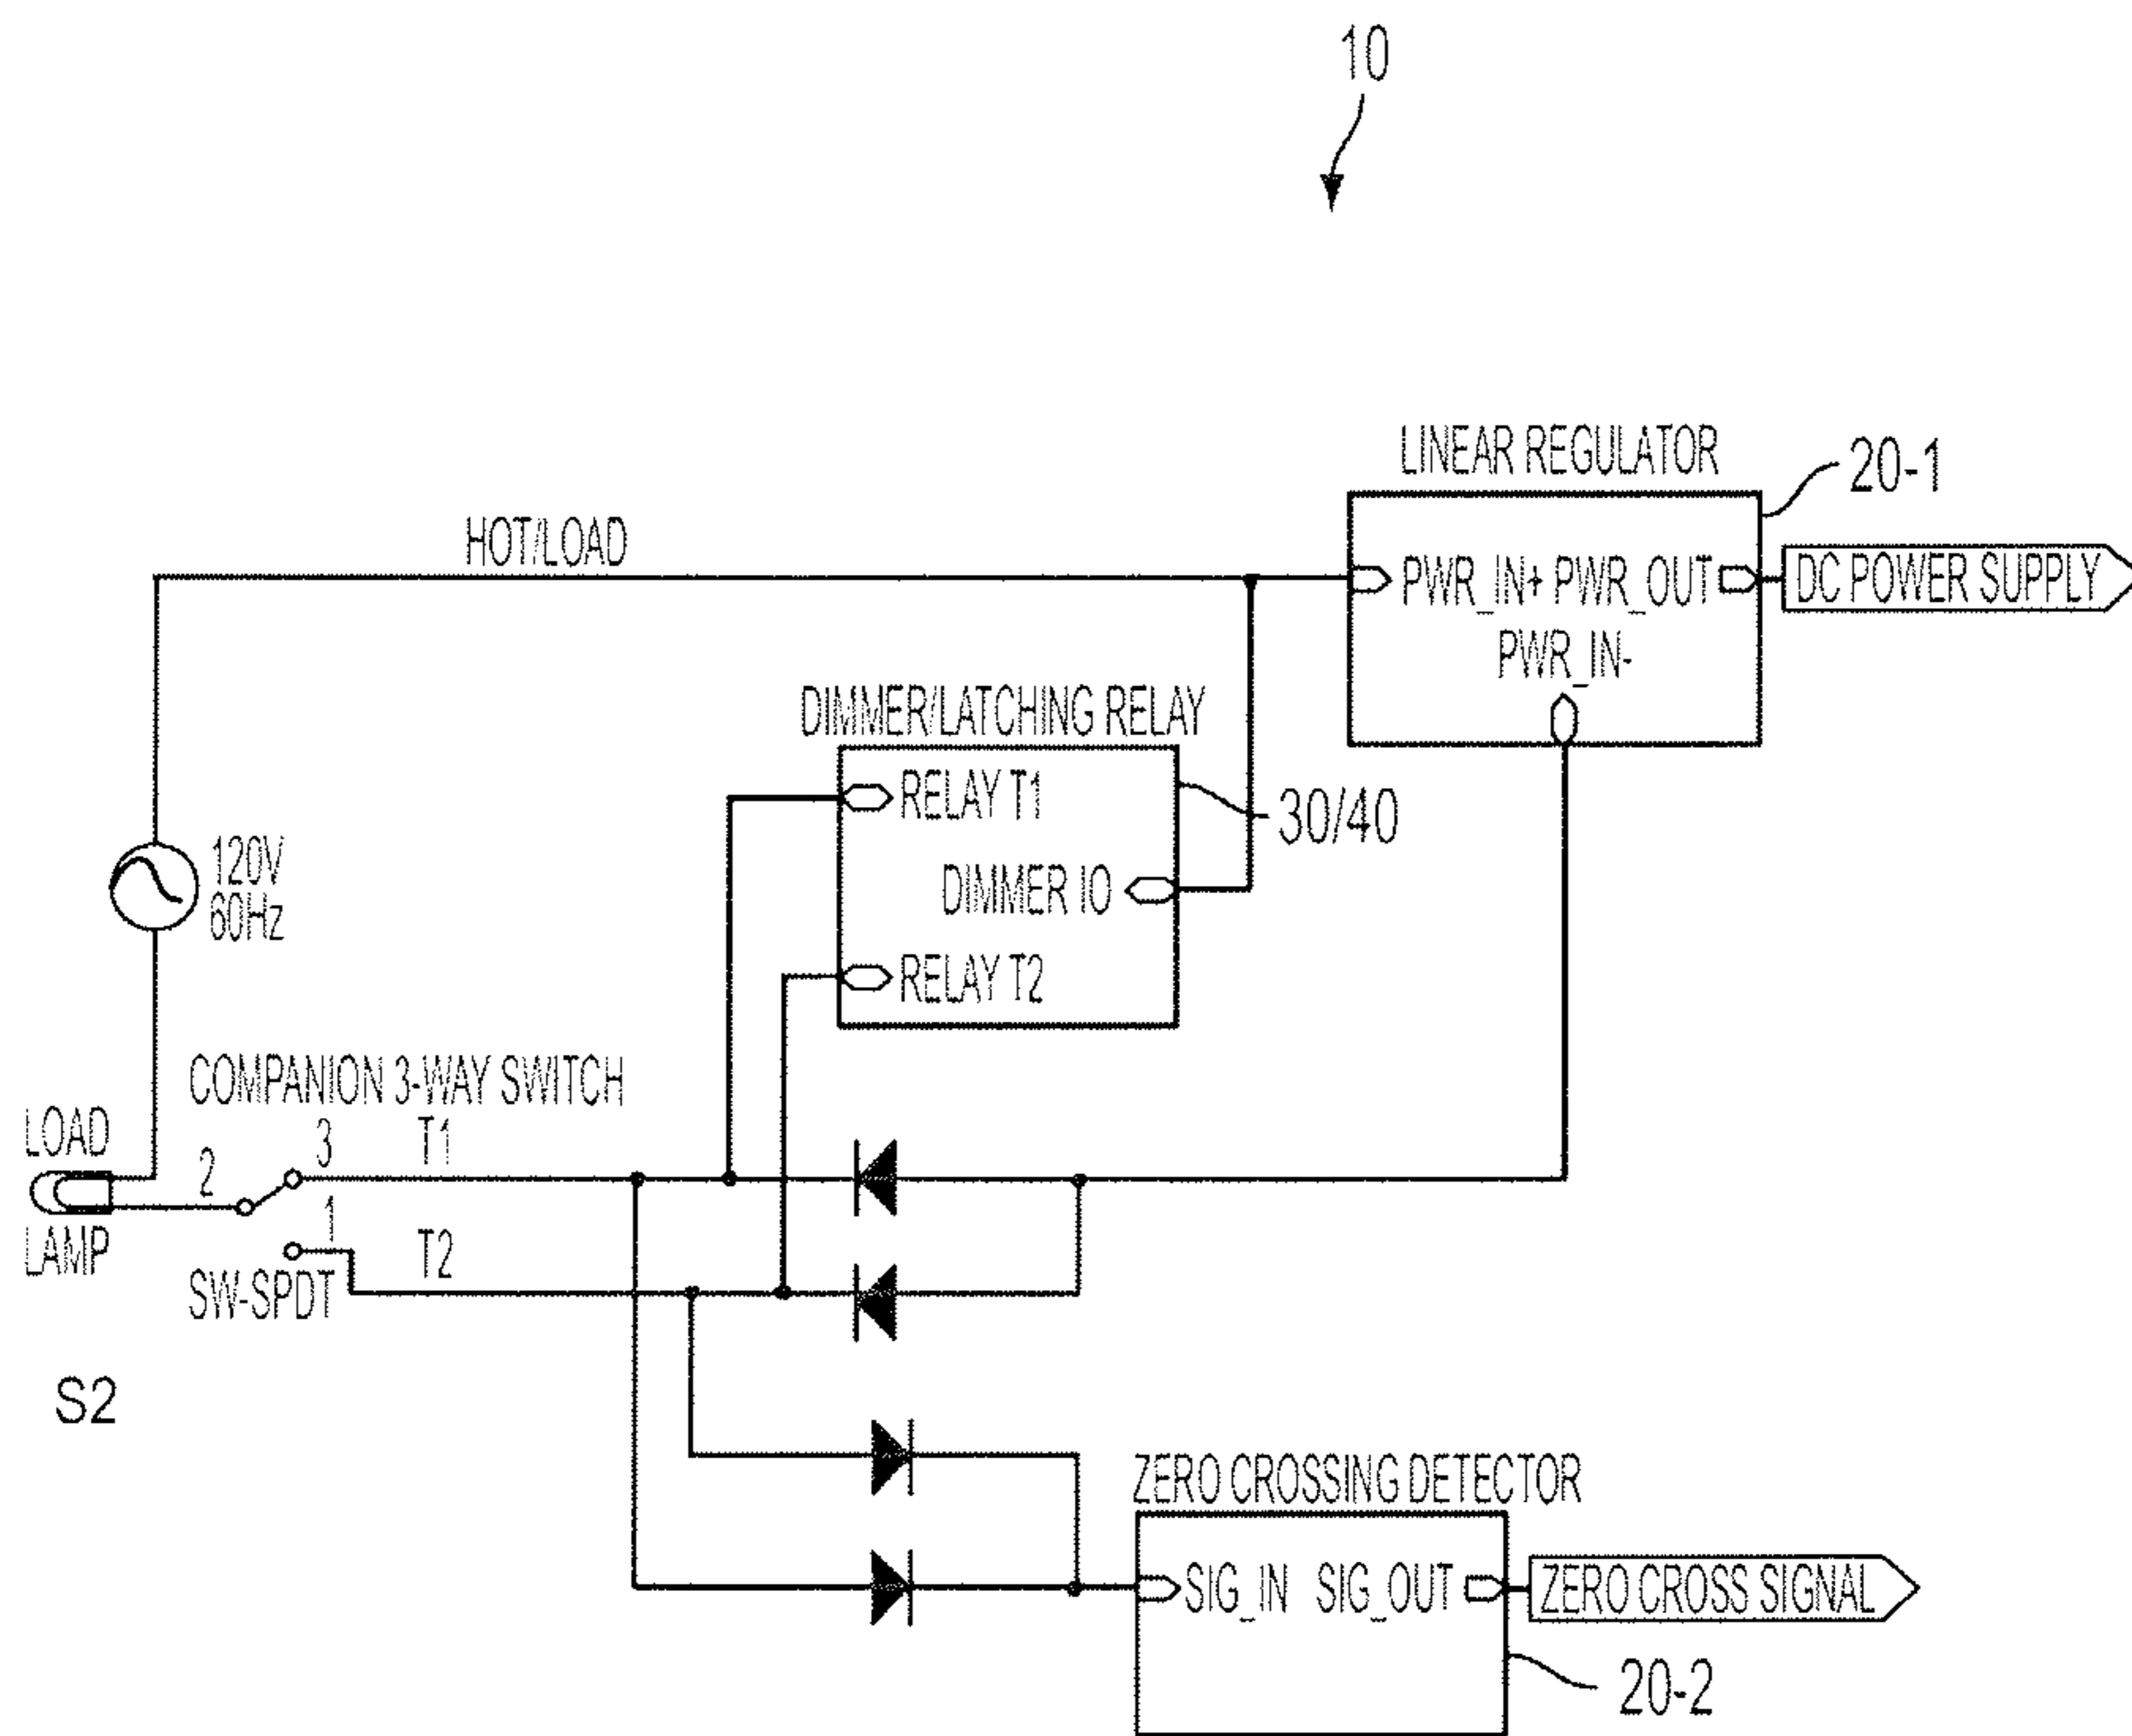 10
LINEAR REGULATOR
20-1
HOT/LOAD
PWR_IN+ PWR_OUT
DC POWER SUPPLY
PWR_IN-
DIMMER/LATCHING RELAY
RELAY T1
30/40
DIMMER IO
RELAY T2
120V
60Hz
COMPANION 3-WAY SWITCH
LOAD
2
3
T1
1
LAMP
T2
SW-SPDT
S2
ZERO CROSSING DETECTOR
SIG_IN SIG_OUT
ZERO CROSS SIGNAL
20-2